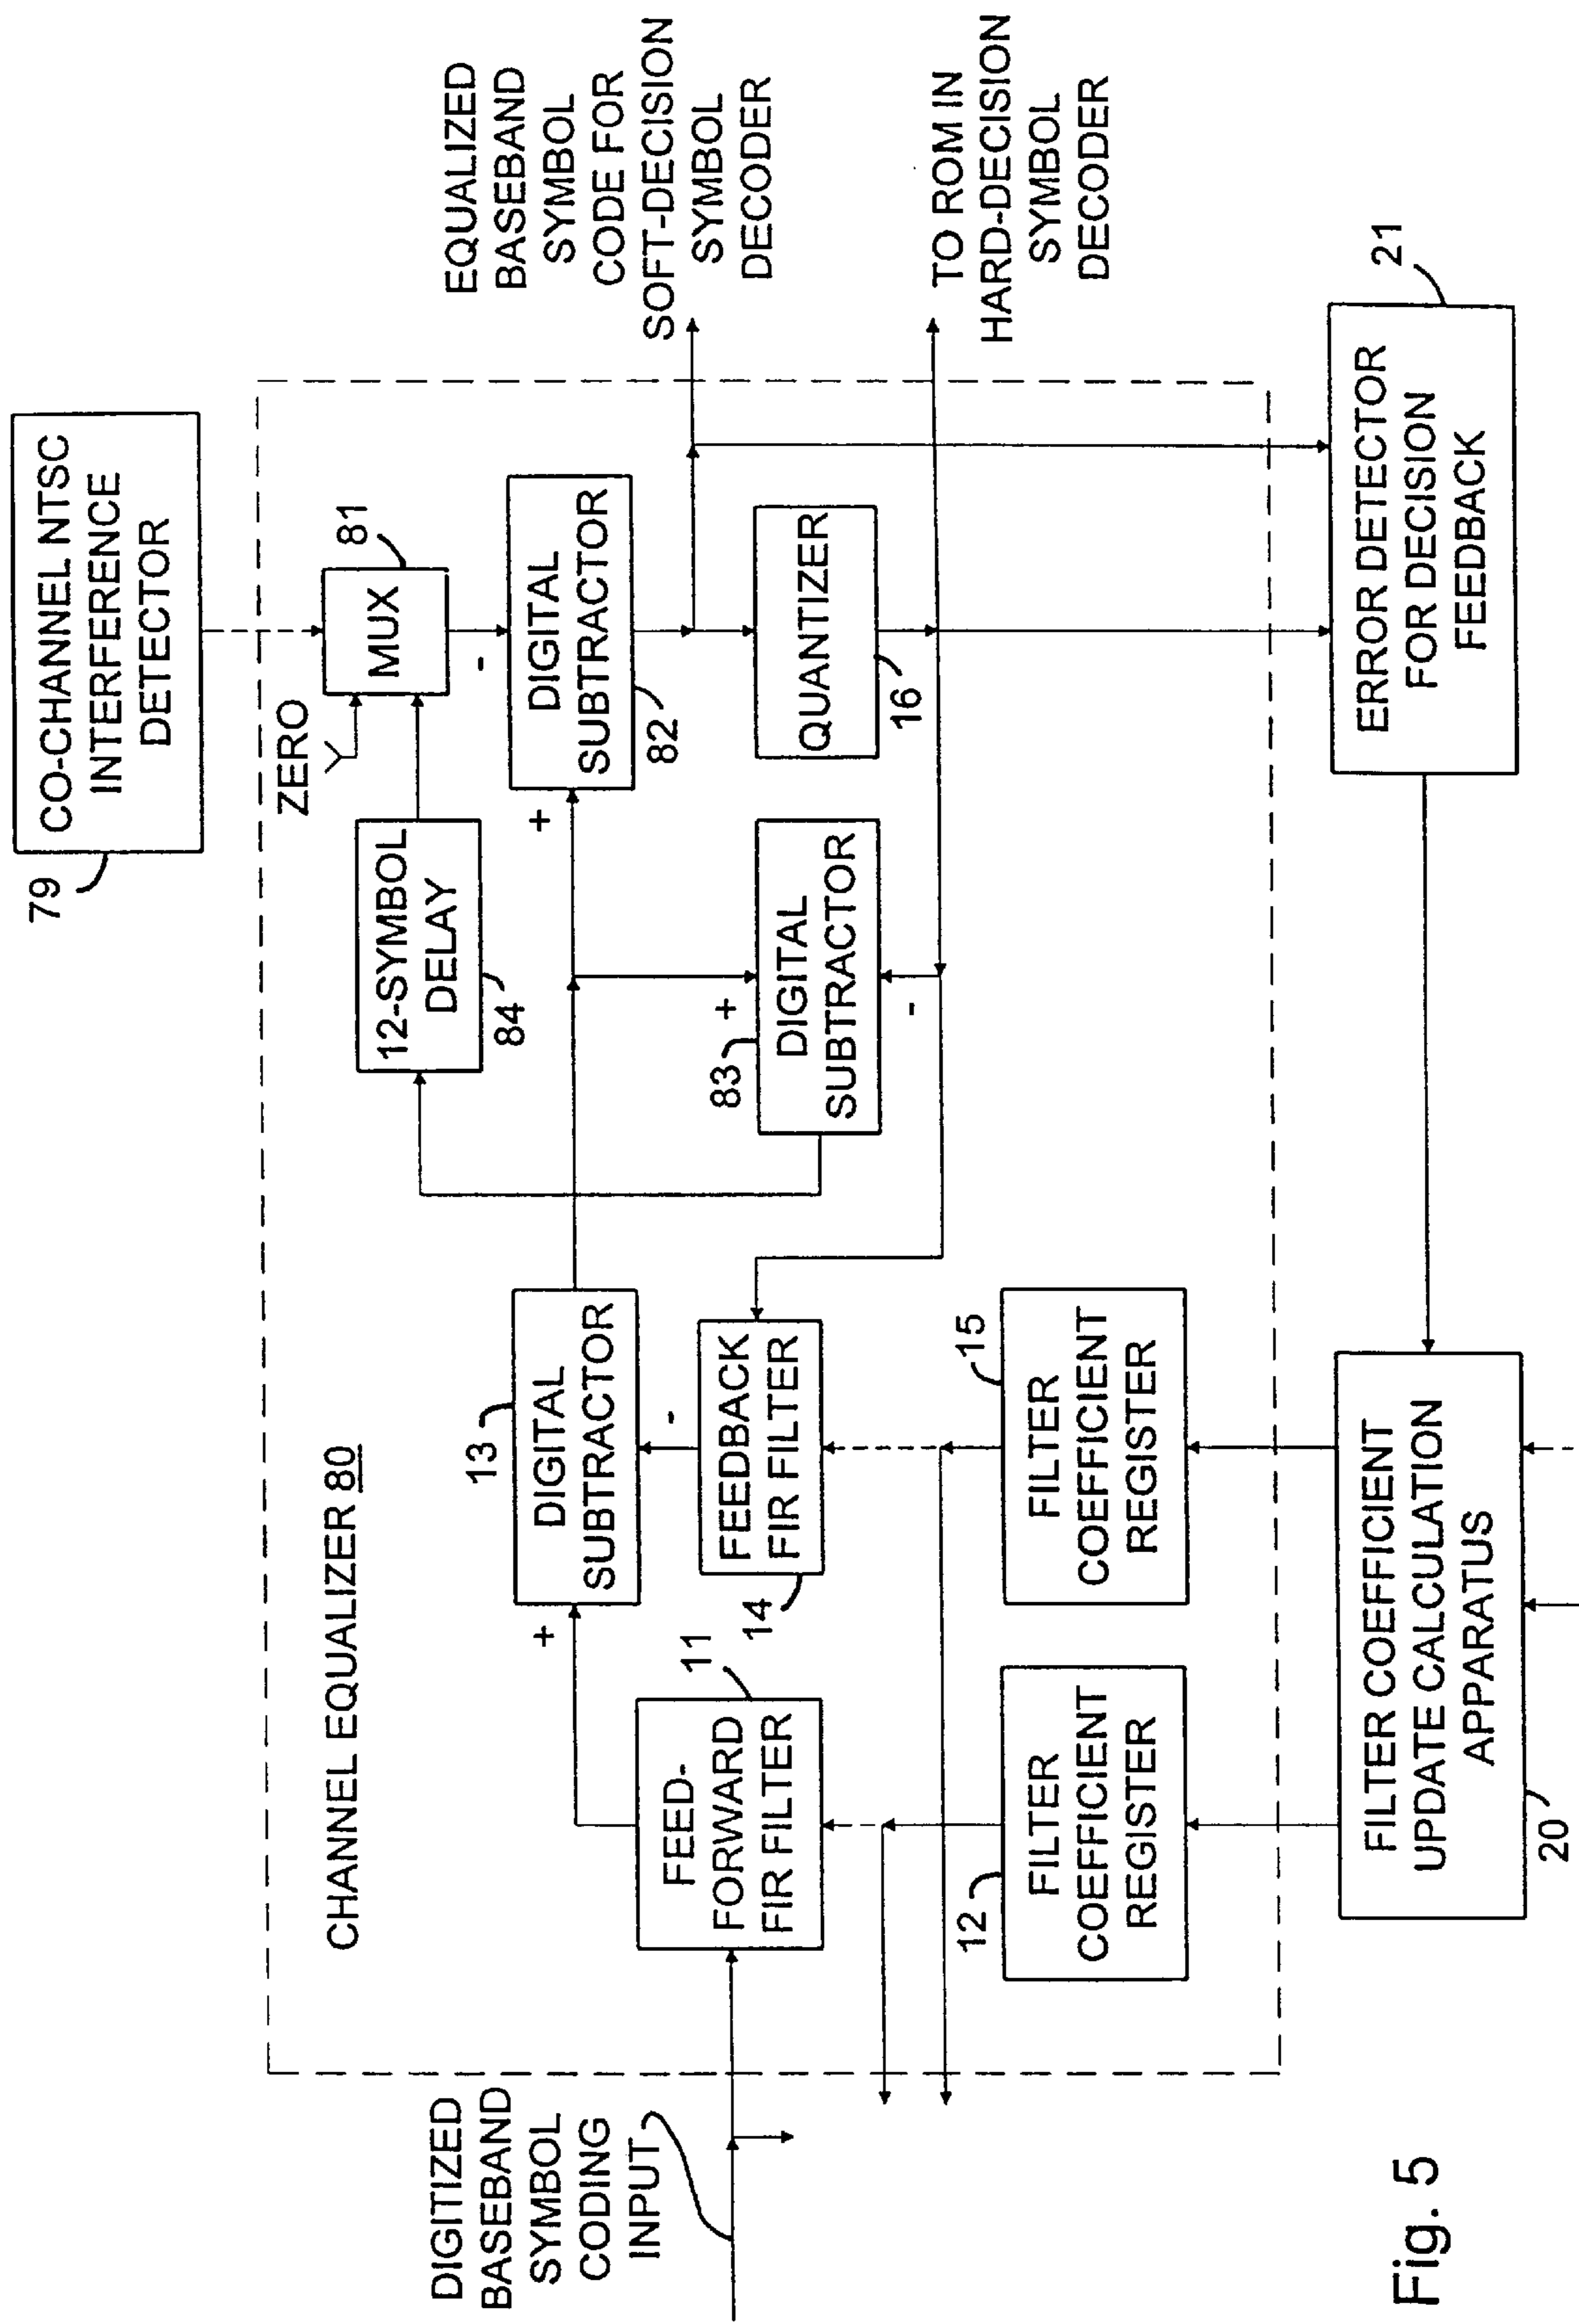 79
CO-CHANNEL NTSC
INTERFERENCE
DETECTOR
CHANNEL EQUALIZER 80
ZERO
MUX
81
12-SYMBOL
DELAY
84
-
+
DIGITAL
SUBTRACTOR
82
EQUALIZED
BASEBAND
SYMBOL
CODE FOR
SOFT-DECISION
SYMBOL
DECODER
DIGITIZED
BASEBAND
SYMBOL
CODING
INPUT
FEED-
FORWARD
FIR FILTER
11
+
13
DIGITAL
SUBTRACTOR
-
FEEDBACK
FIR FILTER
14
83
+
DIGITAL
SUBTRACTOR
-
QUANTIZER
16
TO ROM IN
HARD-DECISION
SYMBOL
DECODER
12
FILTER
COEFFICIENT
REGISTER
15
FILTER
COEFFICIENT
REGISTER
20
FILTER COEFFICIENT
UPDATE CALCULATION
APPARATUS
ERROR DETECTOR
FOR DECISION
FEEDBACK
21
Fig. 5